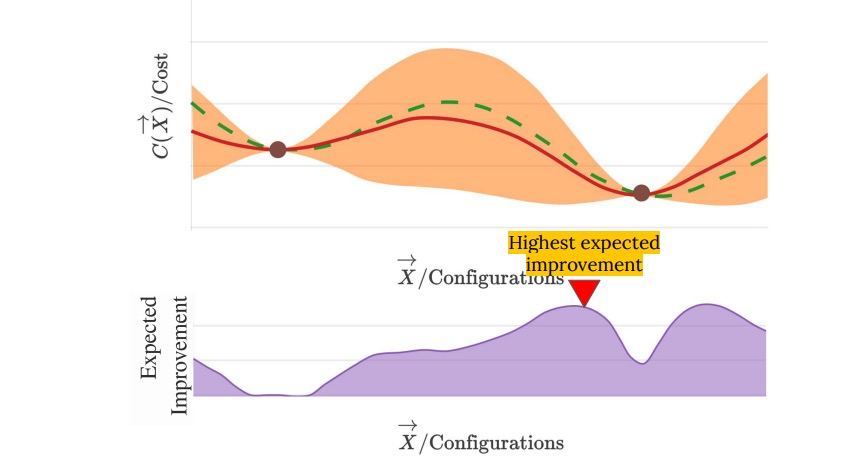 C(X⃗)/Cost
Highest expected
improvement
X⃗/Configurations
Expected
Improvement
X⃗/Configurations